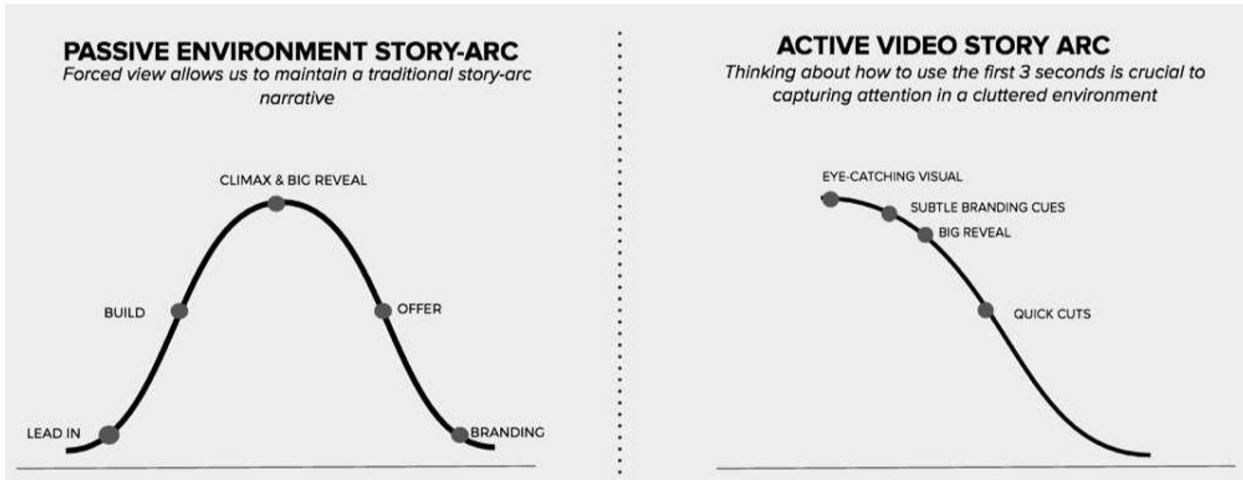 PASSIVE ENVIRONMENT STORY-ARC
Forced view allows us to maintain a traditional story-arc
narrative
CLIMAX & BIG REVEAL
BUILD
OFFER
LEAD IN
BRANDING
ACTIVE VIDEO STORY ARC
Thinking about how to use the first 3 seconds is crucial to
capturing attention in a cluttered environment
EYE-CATCHING VISUAL
SUBTLE BRANDING CUES
BIG REVEAL
QUICK CUTS